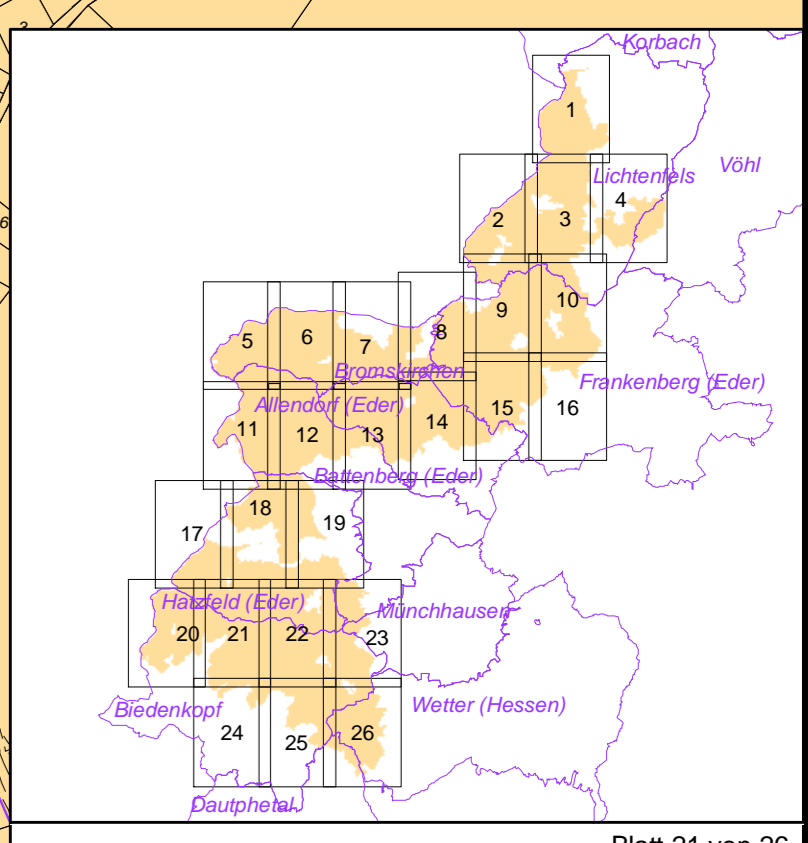 3
Korbach
1
Vöhl
Lichtenfels
4
2
3
6
10
9
8
5
6
7
Bromskirchen
Frankenberg (Eder)
Allendorf (Eder)
15
16
14
11
12
13
Battenberg (Eder)
18
19
17
Hatzfeld (Eder)
Münchhausen
20
21
22
23
Wetter (Hessen)
Biedenkopf
24
25
26
Dautphetal
Blatt 21 von 26